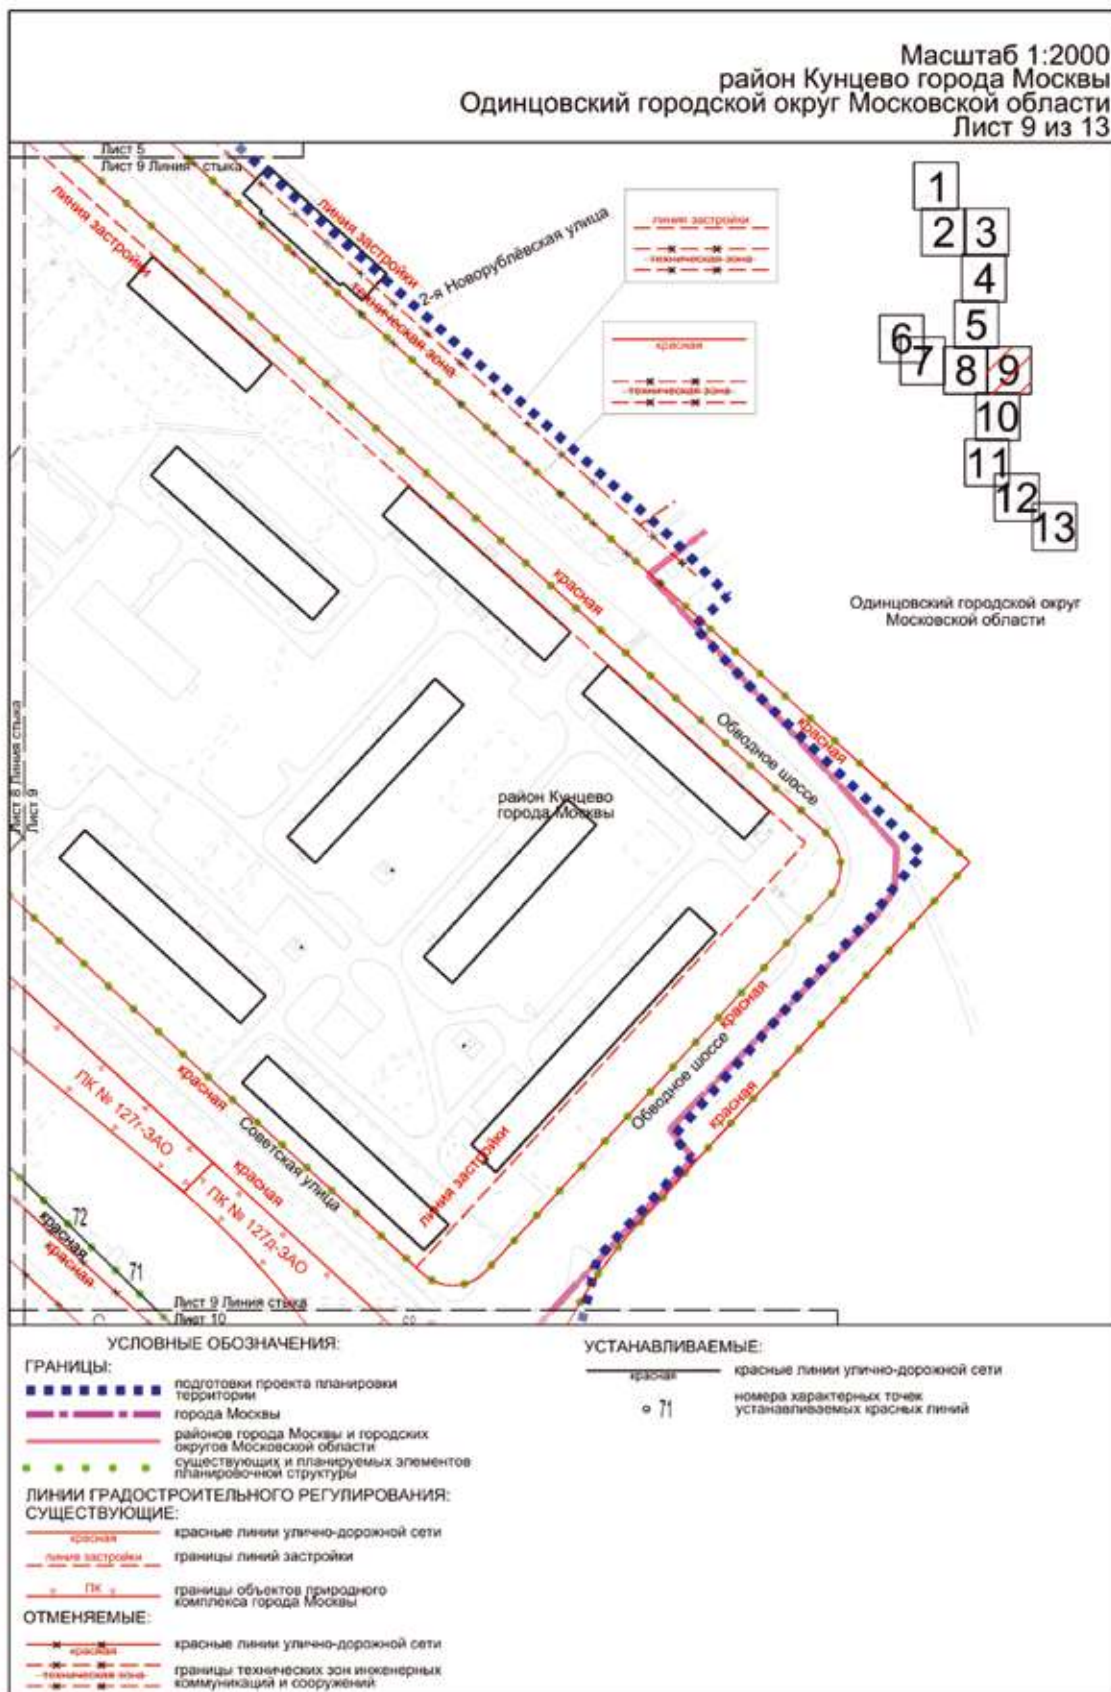 Масштаб 1:2000
район Кунцево города Москвы
Одинцовский городской округ Московской области
Лист 9 из 13
Лист 5
Лист 9 Линия стыка
линия застройки
линия застройки
техническая зона
2-я Новорублёвская улица
линия застройки
техническая зона
красная
техническая зона
1
2
3
4
5
6
7
8
9
10
11
12
13
Одинцовский городской округ
Московской области
красная
Обводное шоссе
красная
район Кунцево
города Москвы
Лист 8 Линия стыка
Лист 9
красная
Обводное шоссе
красная
линия застройки
красная
Советская улица
красная
ПК № 127г-ЗАО
ПК № 127д-ЗАО
72
красная
красная
71
Лист 9 Линия стыка
Лист 10
УСЛОВНЫЕ ОБОЗНАЧЕНИЯ:
ГРАНИЦЫ:
подготовки проекта планировки
территории
города Москвы
районов города Москвы и городских
округов Московской области
существующих и планируемых элементов
планировочной структуры
ЛИНИИ ГРАДОСТРОИТЕЛЬНОГО РЕГУЛИРОВАНИЯ:
СУЩЕСТВУЮЩИЕ:
красная
красные линии улично-дорожной сети
линия застройки
границы линий застройки
ПК
границы объектов природного
комплекса города Москвы
ОТМЕНЯЕМЫЕ:
красная
красные линии улично-дорожной сети
техническая зона
границы технических зон инженерных
коммуникаций и сооружений
УСТАНАВЛИВАЕМЫЕ:
красная
красные линии улично-дорожной сети
71
номера характерных точек
устанавливаемых красных линий